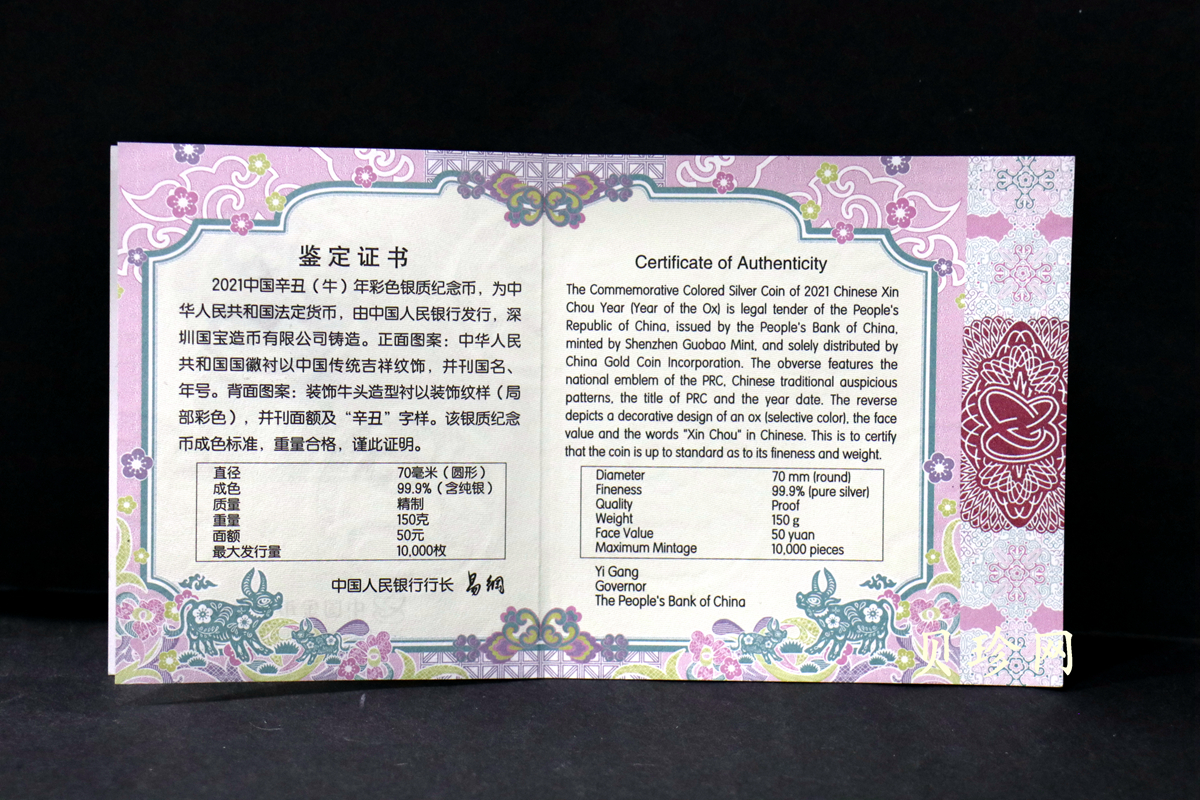 鉴定证书
2021中国辛丑（牛）年彩色银质纪念币，为中
华人民共和国法定货币，由中国人民银行发行，深
圳国宝造币有限公司铸造。正面图案：中华人民
共和国国徽衬以中国传统吉祥纹饰，并刊国名、
年号。背面图案：装饰牛头造型衬以装饰纹样（局
部彩色），并刊面额及“辛丑”字样。该银质纪念
币成色标准，重量合格，谨此证明。
直径 70毫米（圆形）
成色 99.9%（含纯银）
质量 精制
重量 150克
面额 50元
最大发行量 10,000枚
中国人民银行行长 易纲
Certificate of Authenticity
The Commemorative Colored Silver Coin of 2021 Chinese Xin
Chou Year (Year of the Ox) is legal tender of the People's
Republic of China, issued by the People's Bank of China,
minted by Shenzhen Guobao Mint, and solely distributed by
China Gold Coin Incorporation. The obverse features the
national emblem of the PRC, Chinese traditional auspicious
patterns, the title of PRC and the year date. The reverse
depicts a decorative design of an ox (selective color), the face
value and the words "Xin Chou" in Chinese. This is to certify
that the coin is up to standard as to its fineness and weight.
Diameter 70 mm (round)
Fineness 99.9% (pure silver)
Quality Proof
Weight 150 g
Face Value 50 yuan
Maximum Mintage 10,000 pieces
Yi Gang
Governor
The People's Bank of China
贝珍网